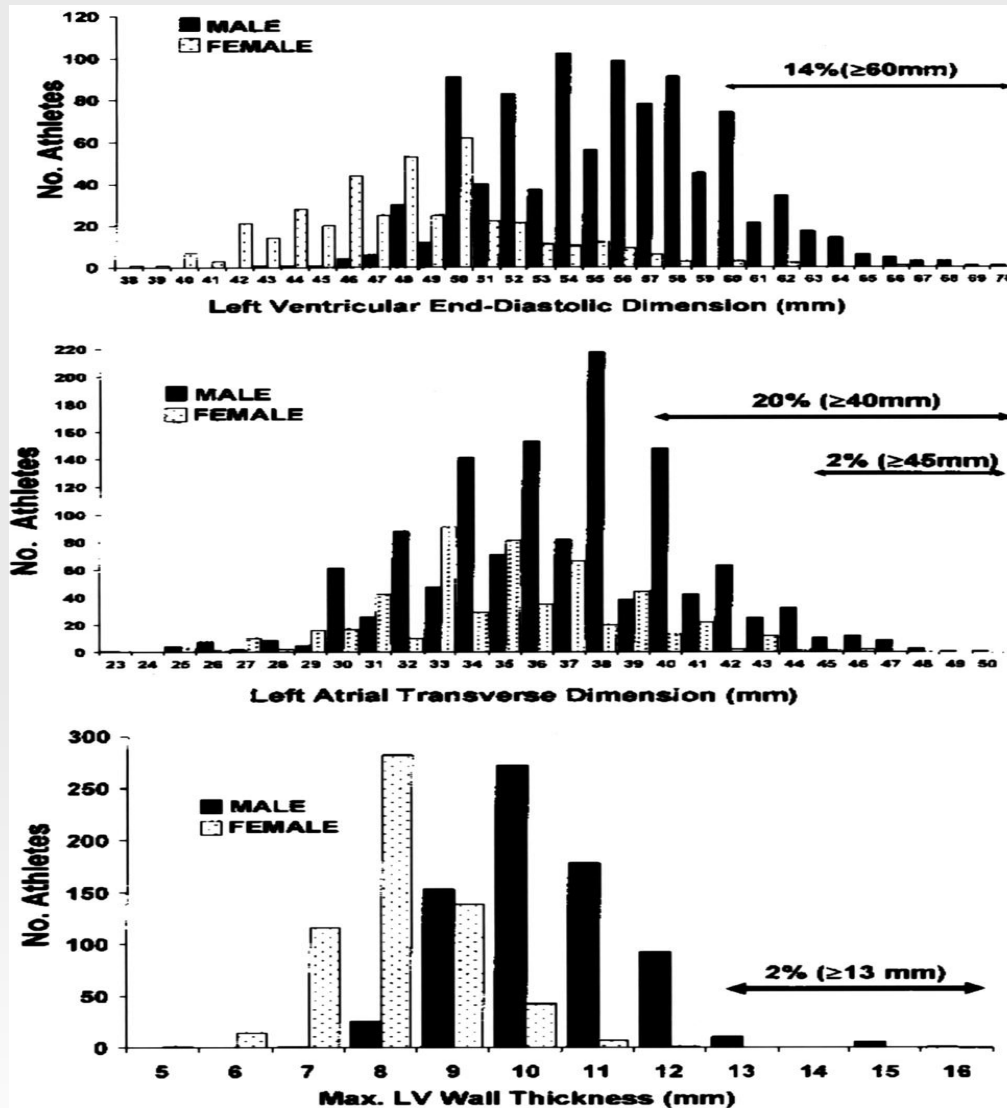 120
100
80
60
40
20
0
No. Athletes
MALE
FEMALE
14%(≥60mm)
38 39 40 41 42 43 44 45 46 47 48 49 50 51 52 53 54 55 56 57 58 59 60 61 62 63 64 65 66 67 68 69 70
Left Ventricular End-Diastolic Dimension (mm)
220
200
180
160
140
120
100
80
60
40
20
0
No. Athletes
MALE
FEMALE
20% (≥40mm)
2% (≥45mm)
23 24 25 26 27 28 29 30 31 32 33 34 35 36 37 38 39 40 41 42 43 44 45 46 47 48 49 50
Left Atrial Transverse Dimension (mm)
300
250
200
150
100
50
0
No. Athletes
MALE
FEMALE
2% (≥13 mm)
5 6 7 8 9 10 11 12 13 14 15 16
Max. LV Wall Thickness (mm)